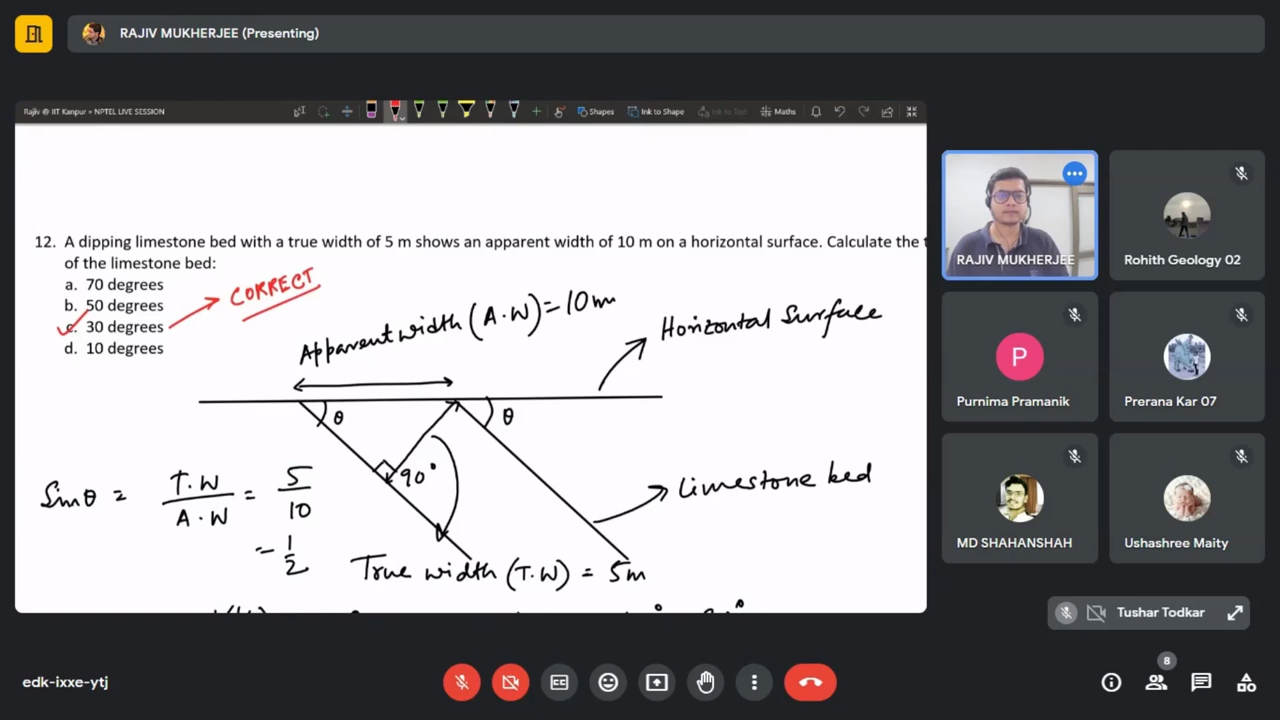 RAJIV MUKHERJEE (Presenting)
Rajiv @ IIT Kanpur = NPTEL LIVE SESSION
Shapes
Ink to Shape
Ink to Text
Maths
12. A dipping limestone bed with a true width of 5 m shows an apparent width of 10 m on a horizontal surface. Calculate the
of the limestone bed:
a. 70 degrees
b. 50 degrees
c. 30 degrees
d. 10 degrees
CORRECT
Apparent width (A.W) = 10m
Horizontal Surface
θ
θ
90°
Sinθ = T.W / A.W = 5 / 10
= 1/2
Limestone bed
True width (T.W) = 5m
RAJIV MUKHERJEE
Rohith Geology 02
P
Purnima Pramanik
Prerana Kar 07
MD SHAHANSHAH
Ushashree Maity
Tushar Todkar
edk-ixxe-ytj
CC
8